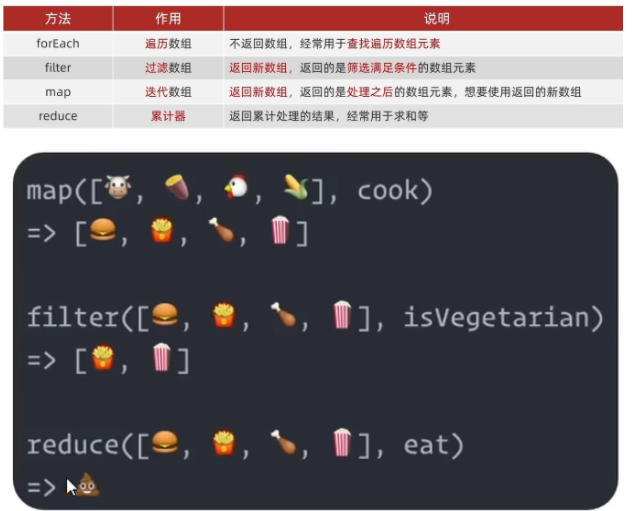 方法 作用 说明
forEach 遍历数组 不返回数组，经常用于查找遍历数组元素
filter 过滤数组 返回新数组，返回的是筛选满足条件的数组元素
map 迭代数组 返回新数组，返回的是处理之后的数组元素，想要使用返回的新数组
reduce 累计器 返回累计处理的结果，经常用于求和等
map([🐮, 🍠, 🐔, 🌽], cook)
=> [🍔, 🍟, 🍗, 🍿]
filter([🍔, 🍟, 🍗, 🍿], isVegetarian)
=> [🍟, 🍿]
reduce([🍔, 🍟, 🍗, 🍿], eat)
=> 💩